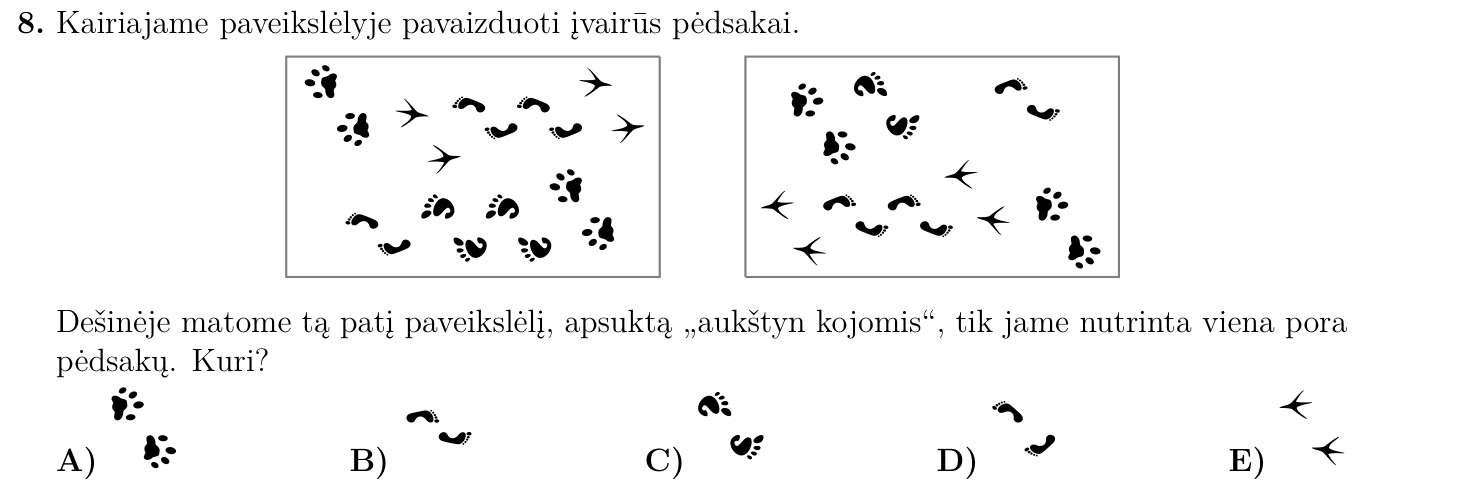 8. Kairiajame paveikslėlyje pavaizduoti įvairūs pėdsakai.
Dešinėje matome tą patį paveikslėlį, apsuktą „aukštyn kojomis“, tik jame nutrinta viena pora
pėdsakų. Kuri?
A) B) C) D) E)